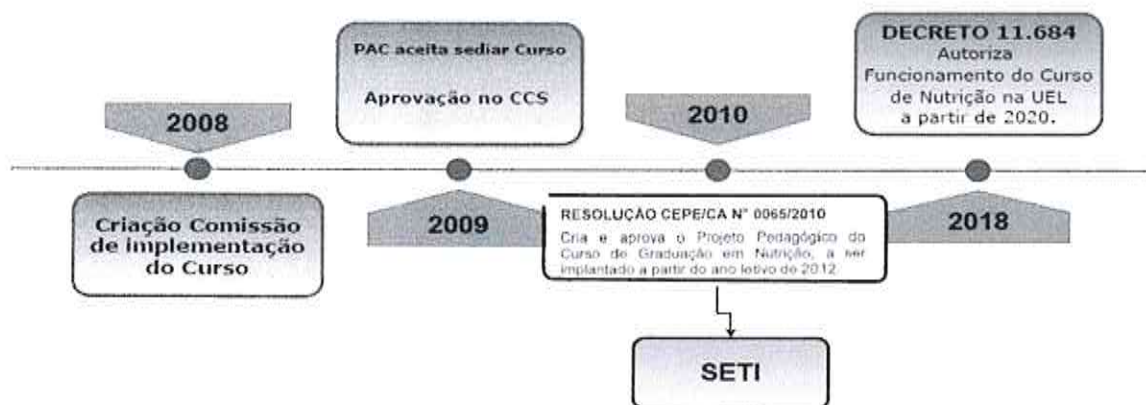 2008
Criação Comissão
de implementação
do Curso
PAC aceita sediar Curso
Aprovação no CCS
2009
2010
RESOLUÇÃO CEPE/CA N° 0065/2010
Cria e aprova o Projeto Pedagógico do
Curso de Graduação em Nutrição, a ser
implantado a partir do ano letivo de 2012
SETI
DECRETO 11.684
Autoriza
Funcionamento do Curso
de Nutrição na UEL
a partir de 2020.
2018